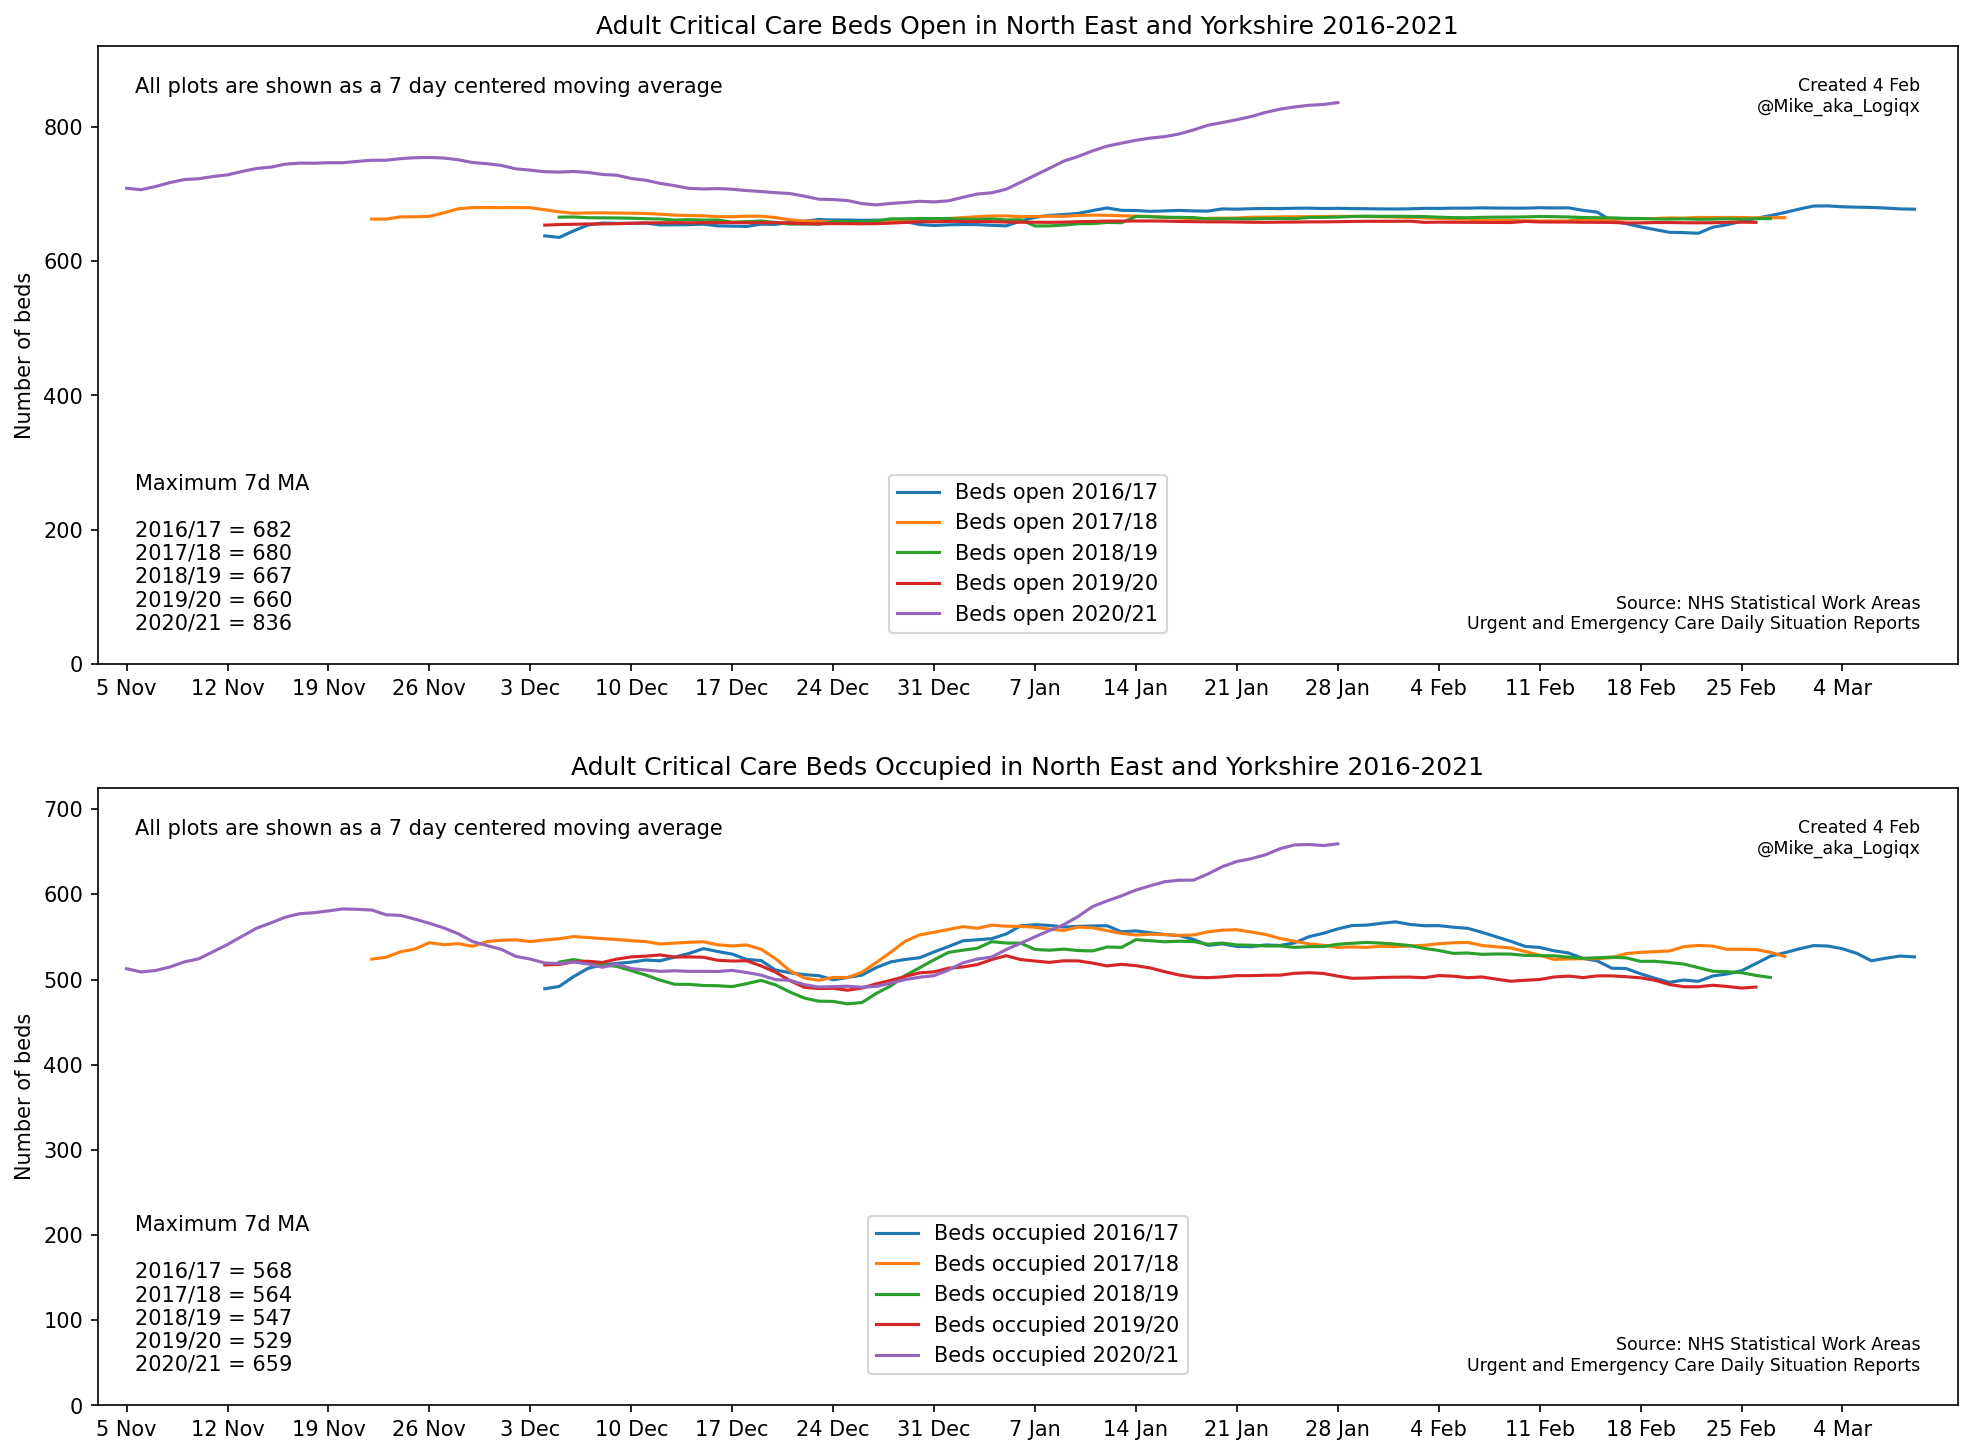 Adult Critical Care Beds Open in North East and Yorkshire 2016-2021
All plots are shown as a 7 day centered moving average
Created 4 Feb
@Mike_aka_Logiqx
800
600
400
200
0
Number of beds
Maximum 7d MA
2016/17 = 682
2017/18 = 680
2018/19 = 667
2019/20 = 660
2020/21 = 836
Beds open 2016/17
Beds open 2017/18
Beds open 2018/19
Beds open 2019/20
Beds open 2020/21
Source: NHS Statistical Work Areas
Urgent and Emergency Care Daily Situation Reports
5 Nov 12 Nov 19 Nov 26 Nov 3 Dec 10 Dec 17 Dec 24 Dec 31 Dec 7 Jan 14 Jan 21 Jan 28 Jan 4 Feb 11 Feb 18 Feb 25 Feb 4 Mar
Adult Critical Care Beds Occupied in North East and Yorkshire 2016-2021
All plots are shown as a 7 day centered moving average
Created 4 Feb
@Mike_aka_Logiqx
700
600
500
400
300
200
100
0
Number of beds
Maximum 7d MA
2016/17 = 568
2017/18 = 564
2018/19 = 547
2019/20 = 529
2020/21 = 659
Beds occupied 2016/17
Beds occupied 2017/18
Beds occupied 2018/19
Beds occupied 2019/20
Beds occupied 2020/21
Source: NHS Statistical Work Areas
Urgent and Emergency Care Daily Situation Reports
5 Nov 12 Nov 19 Nov 26 Nov 3 Dec 10 Dec 17 Dec 24 Dec 31 Dec 7 Jan 14 Jan 21 Jan 28 Jan 4 Feb 11 Feb 18 Feb 25 Feb 4 Mar